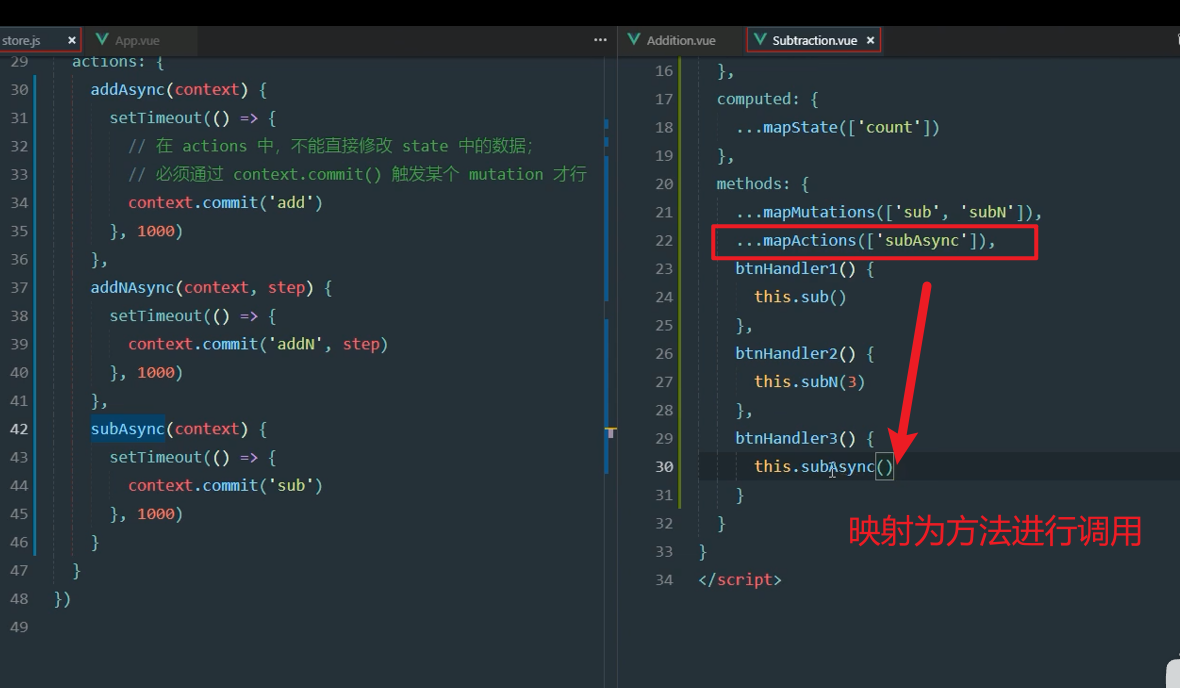 store.js ×
App.vue
...
29 actions: {
30 addAsync(context) {
31 setTimeout(() => {
32 // 在 actions 中，不能直接修改 state 中的数据；
33 // 必须通过 context.commit() 触发某个 mutation 才行
34 context.commit('add')
35 }, 1000)
36 },
37 addNAsync(context, step) {
38 setTimeout(() => {
39 context.commit('addN', step)
40 }, 1000)
41 },
42 subAsync(context) {
43 setTimeout(() => {
44 context.commit('sub')
45 }, 1000)
46 }
47 }
48 })
49
Addition.vue
Subtraction.vue ×
16 },
17 computed: {
18 ...mapState(['count'])
19 },
20 methods: {
21 ...mapMutations(['sub', 'subN']),
22 ...mapActions(['subAsync']),
23 btnHandler1() {
24 this.sub()
25 },
26 btnHandler2() {
27 this.subN(3)
28 },
29 btnHandler3() {
30 this.subAsync()
31 }
32 }
33 }
34 </script>
映射为方法进行调用